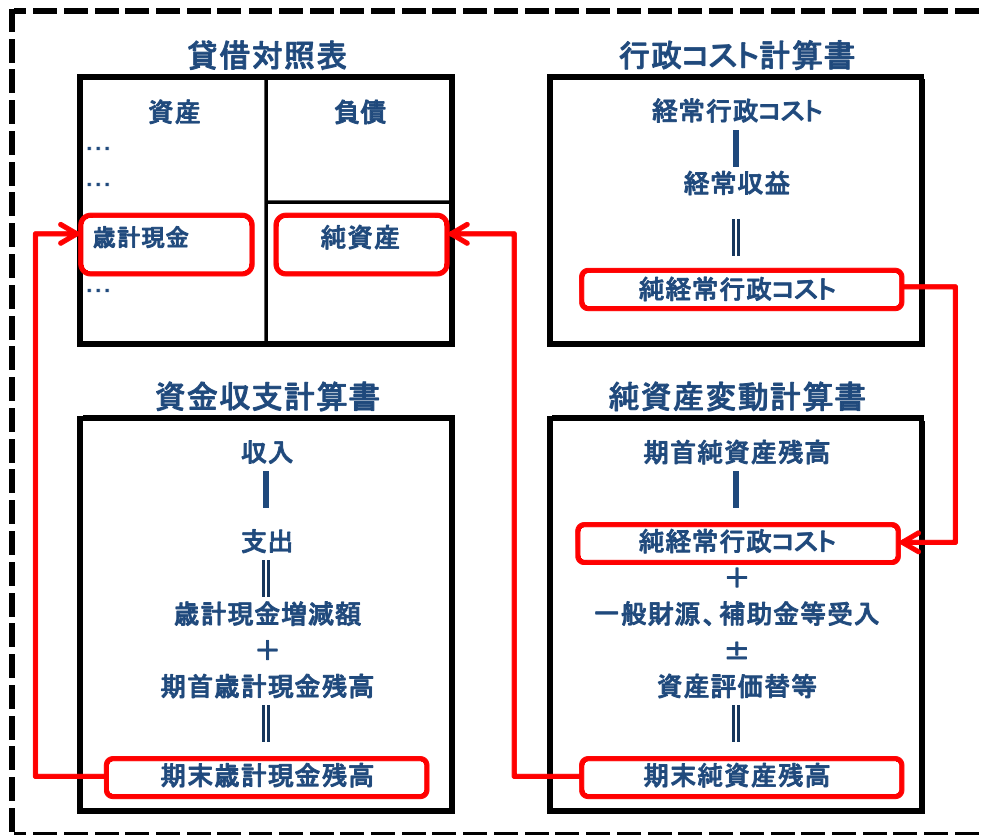 貸借対照表
資産
負債
…
…
歳計現金
純資産
…
行政コスト計算書
経常行政コスト
|
経常収益
||
純経常行政コスト
資金収支計算書
収入
|
支出
||
歳計現金増減額
+
期首歳計現金残高
||
期末歳計現金残高
純資産変動計算書
期首純資産残高
|
純経常行政コスト
+
一般財源、補助金等受入
±
資産評価替等
||
期末純資産残高